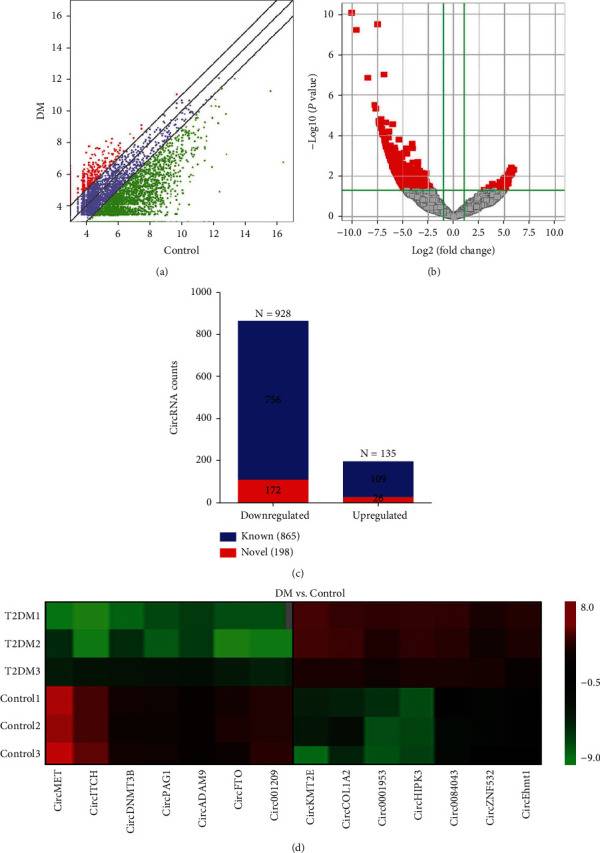 16
14
12
10
8
6
4
DM
4
6
8
10
12
14
16
Control
(a)
10
8
6
4
2
0
−Log10 (P value)
−10.0
−7.5
−5.0
−2.5
0.0
2.5
5.0
7.5
10.0
Log2 (fold change)
(b)
1000
800
600
400
200
0
CircRNA counts
N = 928
756
172
N = 135
109
26
Downregulated
Upregulated
Known (865)
Novel (198)
(c)
DM vs. Control
T2DM1
T2DM2
T2DM3
Control1
Control2
Control3
8.0
−0.5
−9.0
CircMET
CircITCH
CircDNMT3B
CircPAG1
CircADAM9
CircFTO
Circ001209
CircKMT2E
CircCOL1A2
Circ0001953
CircHIPK3
Circ0084043
CircZNF532
CircEhmt1
(d)